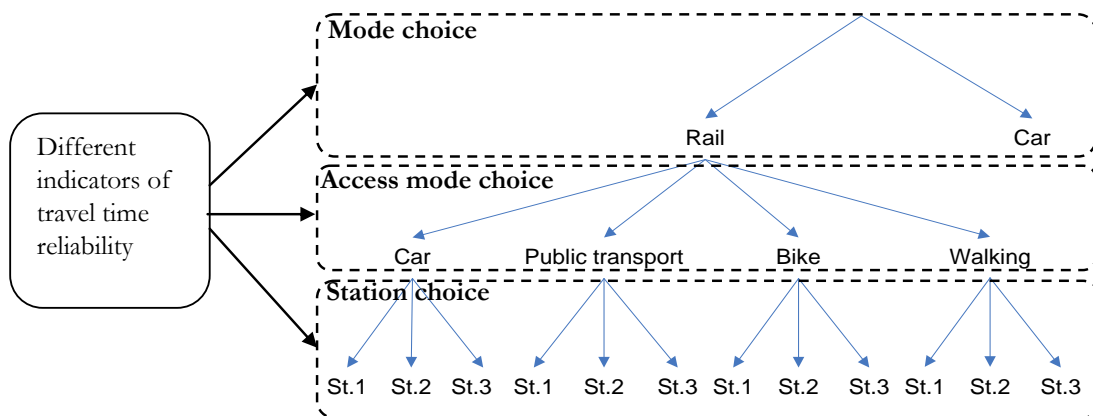 Mode choice
Rail Car
Different
indicators of
travel time
reliability
Access mode choice
Car Public transport Bike Walking
Station choice
St.1 St.2 St.3 St.1 St.2 St.3 St.1 St.2 St.3 St.1 St.2 St.3